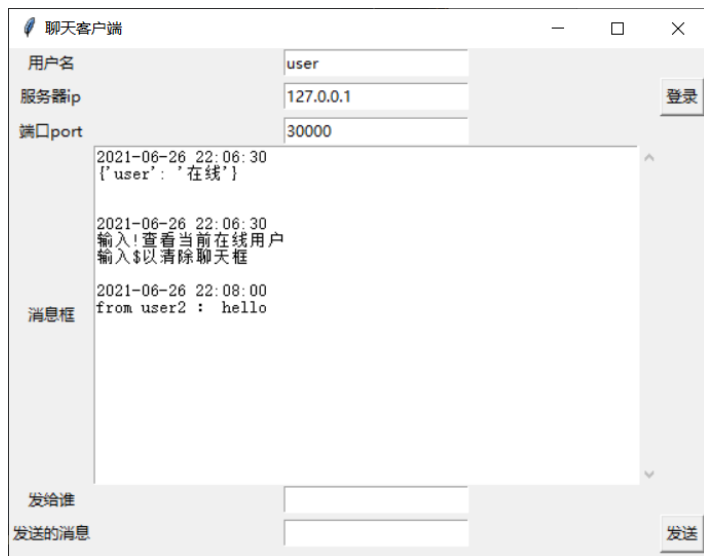 聊天客户端
用户名 user
服务器ip 127.0.0.1 登录
端口port 30000
2021-06-26 22:06:30
{'user': '在线'}
2021-06-26 22:06:30
输入!查看当前在线用户
输入$以清除聊天框
2021-06-26 22:08:00
from user2 : hello
消息框
发给谁
发送的消息 发送